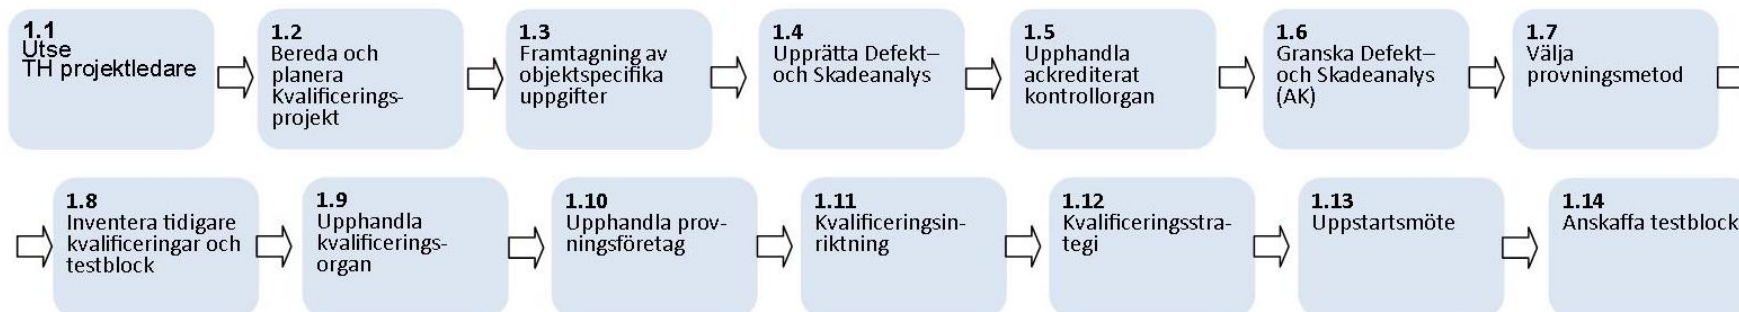 1.1
Utse
TH projektledare
1.2
Bereda och
planera
Kvalificerings-
projekt
1.3
Framtagning av
objektspecifika
uppgifter
1.4
Upprätta Defekt–
och Skadeanalys
1.5
Upphandla
ackrediterat
kontrollorgan
1.6
Granska Defekt–
och Skadeanalys
(AK)
1.7
Välja
provningsmetod
1.8
Inventera tidigare
kvalificeringar och
testblock
1.9
Upphandla
kvalificerings-
organ
1.10
Upphandla prov-
ningsföretag
1.11
Kvalificeringsin-
riktning
1.12
Kvalificeringsstra-
tegi
1.13
Uppstartsmöte
1.14
Anskaffa testblock